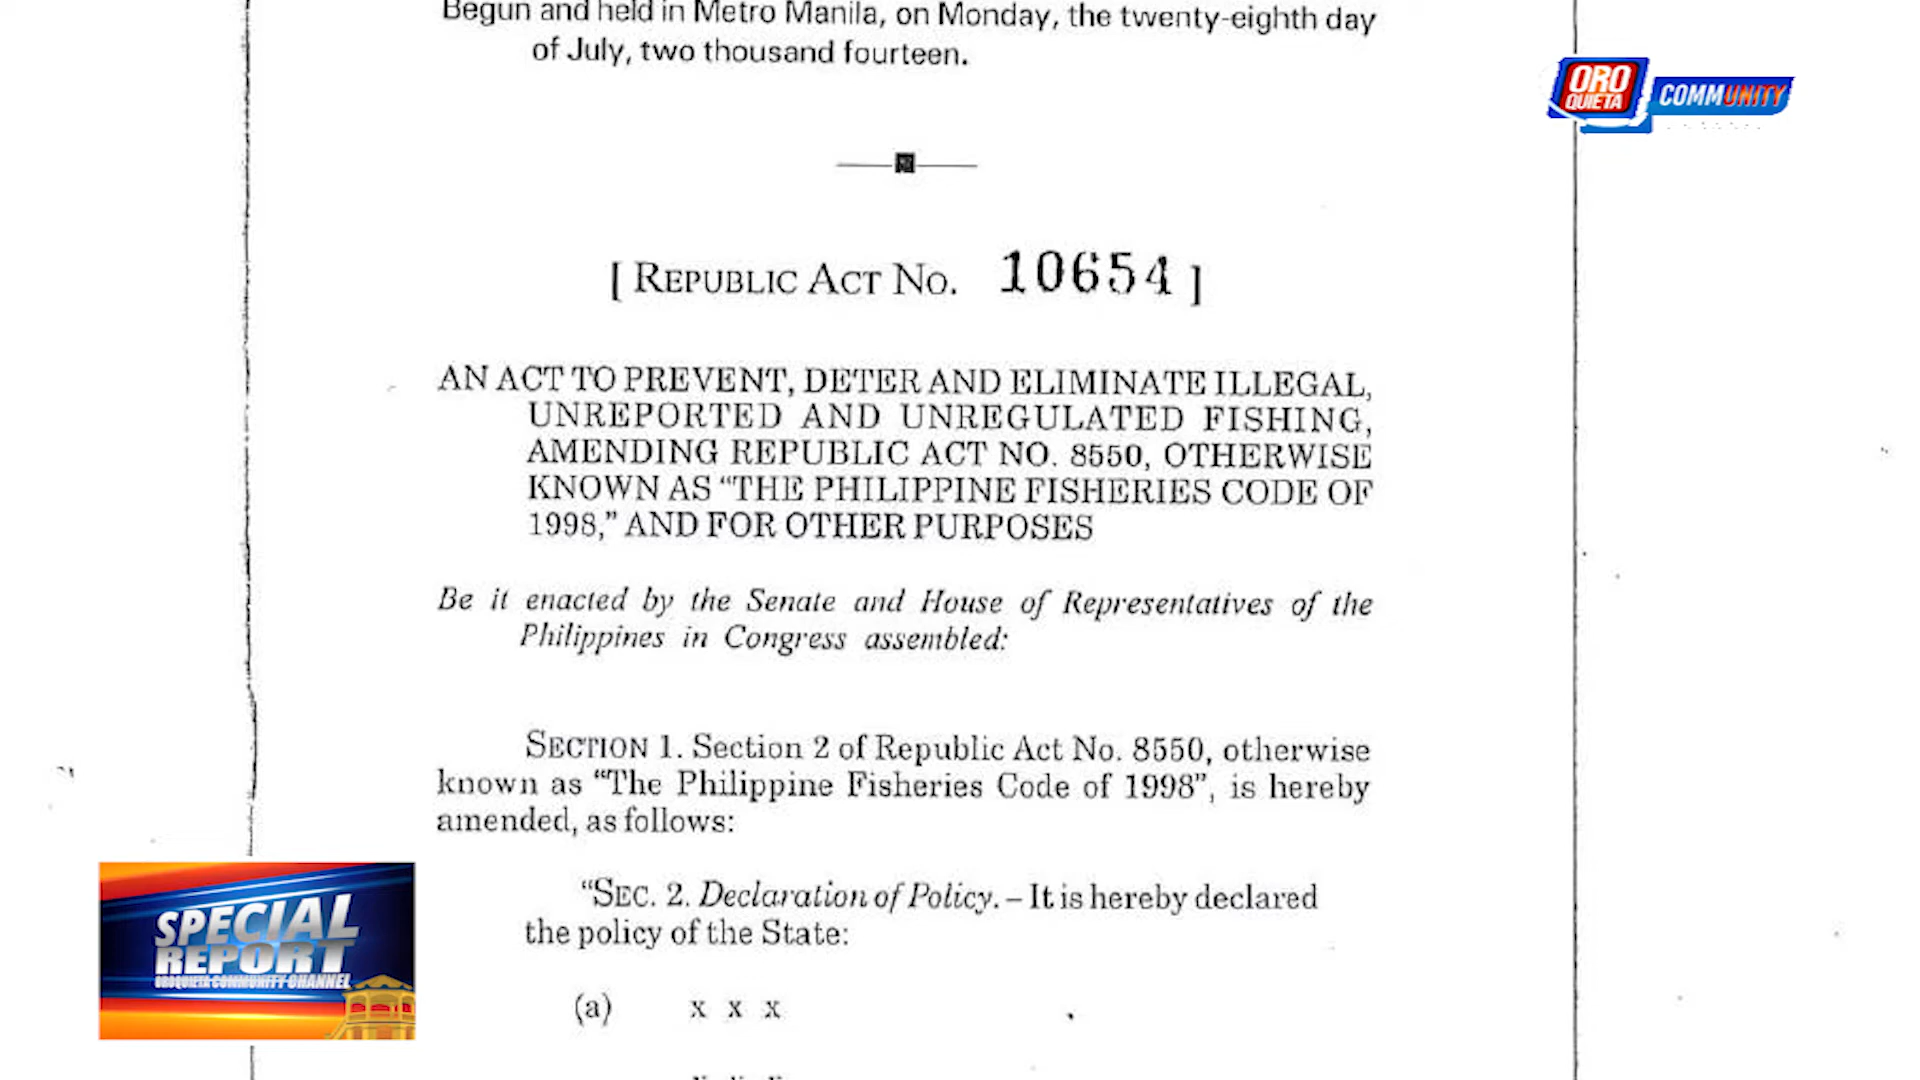 Begun and held in Metro Manila, on Monday, the twenty-eighth day
of July, two thousand fourteen.
ORO
QUIETA
COMMUNITY
[ REPUBLIC ACT NO. 10654 ]
AN ACT TO PREVENT, DETER AND ELIMINATE ILLEGAL,
UNREPORTED AND UNREGULATED FISHING,
AMENDING REPUBLIC ACT NO. 8550, OTHERWISE
KNOWN AS “THE PHILIPPINE FISHERIES CODE OF
1998,” AND FOR OTHER PURPOSES
Be it enacted by the Senate and House of Representatives of the
Philippines in Congress assembled:
SECTION 1. Section 2 of Republic Act No. 8550, otherwise
known as “The Philippine Fisheries Code of 1998”, is hereby
amended, as follows:
“SEC. 2. Declaration of Policy. – It is hereby declared
the policy of the State:
(a) x x x
SPECIAL
REPORT
OROQUIETA COMMUNITY CHANNEL